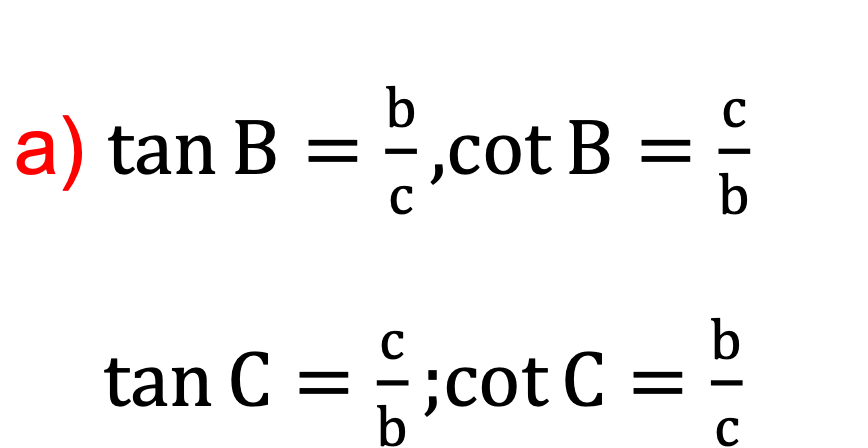 a) tan B = b/c ,cot B = c/b
tan C = c/b ;cot C = b/c